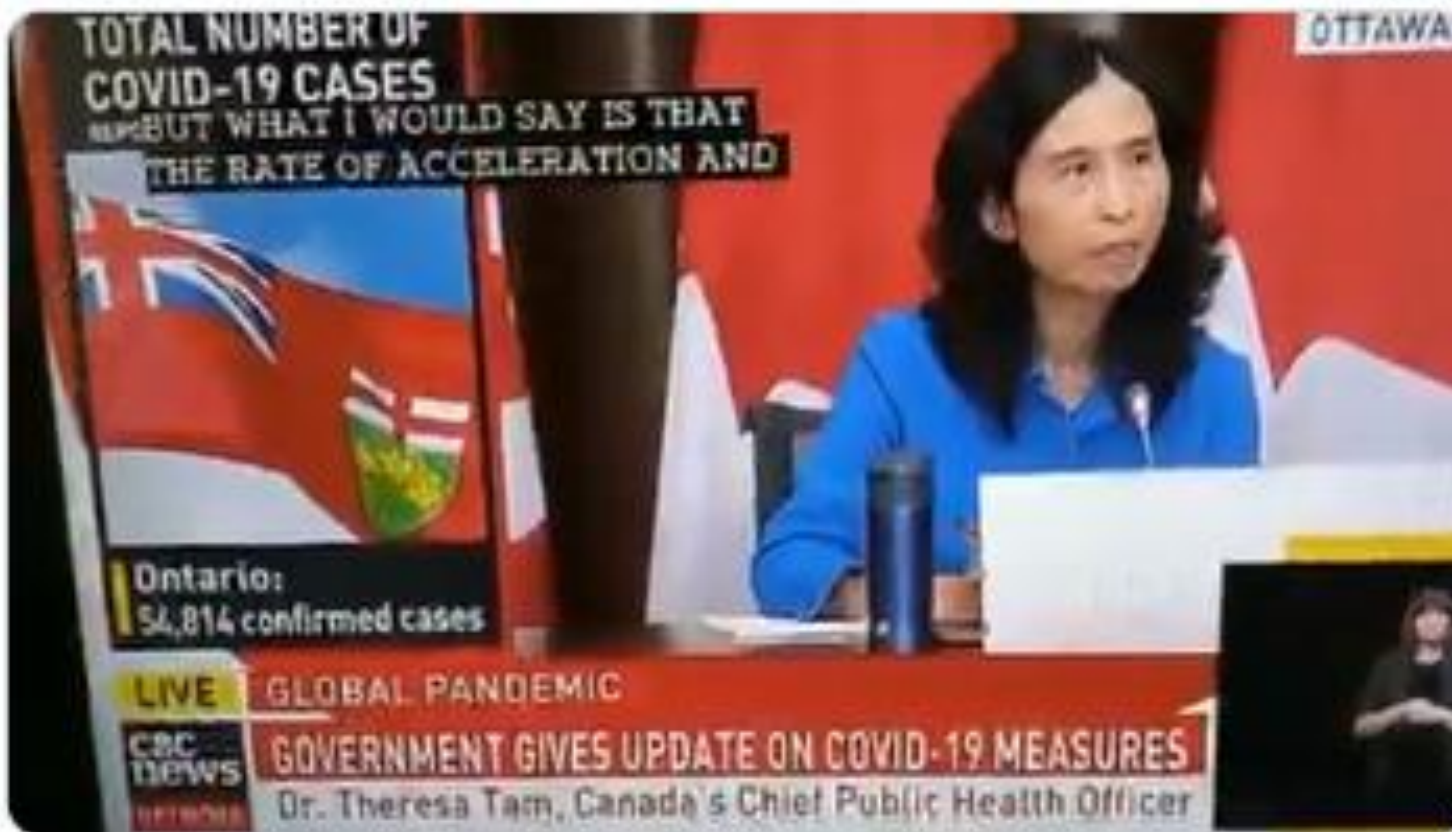 TOTAL NUMBER OF
COVID-19 CASES
BUT WHAT I WOULD SAY IS THAT
THE RATE OF ACCELERATION AND
OTTAWA
Ontario:
54,814 confirmed cases
LIVE
GLOBAL PANDEMIC
CBC
news
NETWORK
GOVERNMENT GIVES UPDATE ON COVID-19 MEASURES
Dr. Theresa Tam, Canada's Chief Public Health Officer